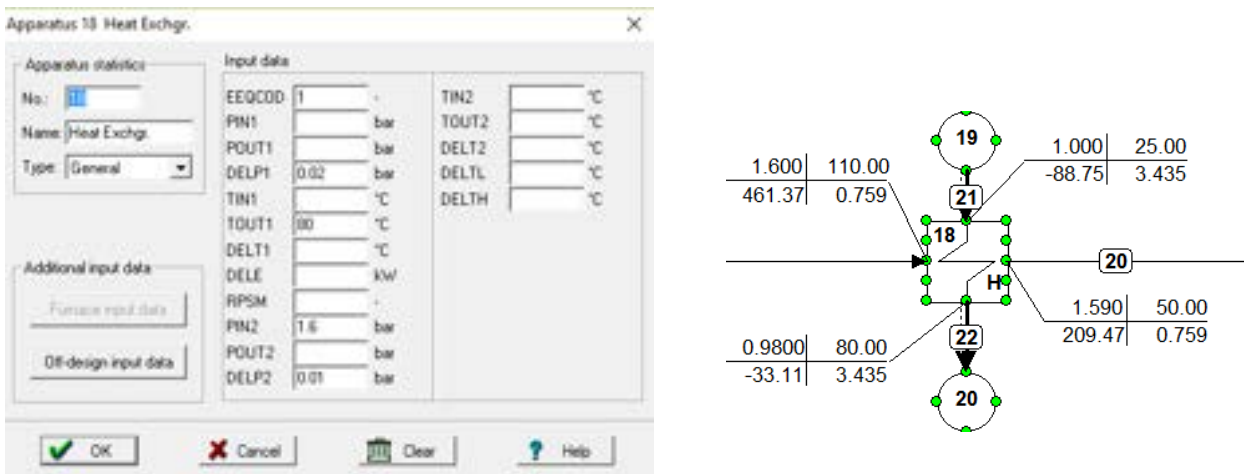 Apparatus 18 Heat Exchgr.
Apparatus statistics
No.: 18
Name: Heat Exchgr.
Type: General
Additional input data
Furnace input data
Off-design input data
Input data
EEQCOD 1 -
PIN1 bar
POUT1 bar
DELP1 0.02 bar
TIN1 °C
TOUT1 80 °C
DELT1 °C
DELE kW
RPSM -
PIN2 1.6 bar
POUT2 bar
DELP2 0.01 bar
TIN2 °C
TOUT2 °C
DELT2 °C
DELTL °C
DELTH °C
OK
Cancel
Clear
Help
19
1.000 25.00
-88.75 3.435
1.600 110.00
461.37 0.759
21
18
20
H
1.590 50.00
209.47 0.759
22
0.9800 80.00
-33.11 3.435
20